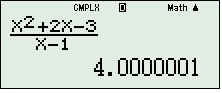 CMPLX D Math ▲
X²+2X-3
X-1
4.0000001